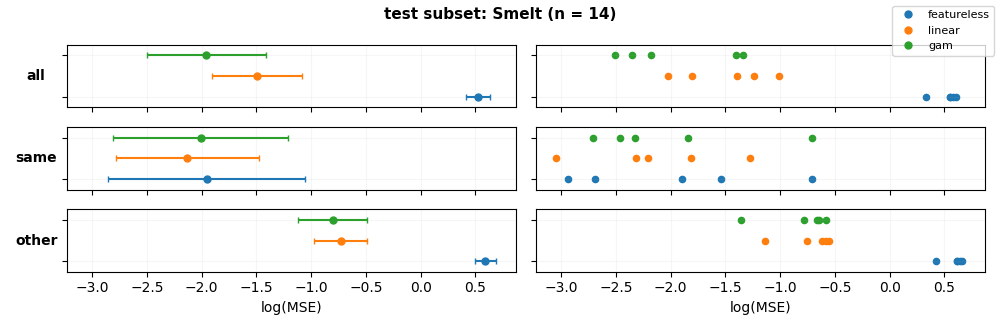 test subset: Smelt (n = 14)
featureless
linear
gam
all
same
other
−3.0 −2.5 −2.0 −1.5 −1.0 −0.5 0.0 0.5
−3.0 −2.5 −2.0 −1.5 −1.0 −0.5 0.0 0.5
log(MSE)
log(MSE)